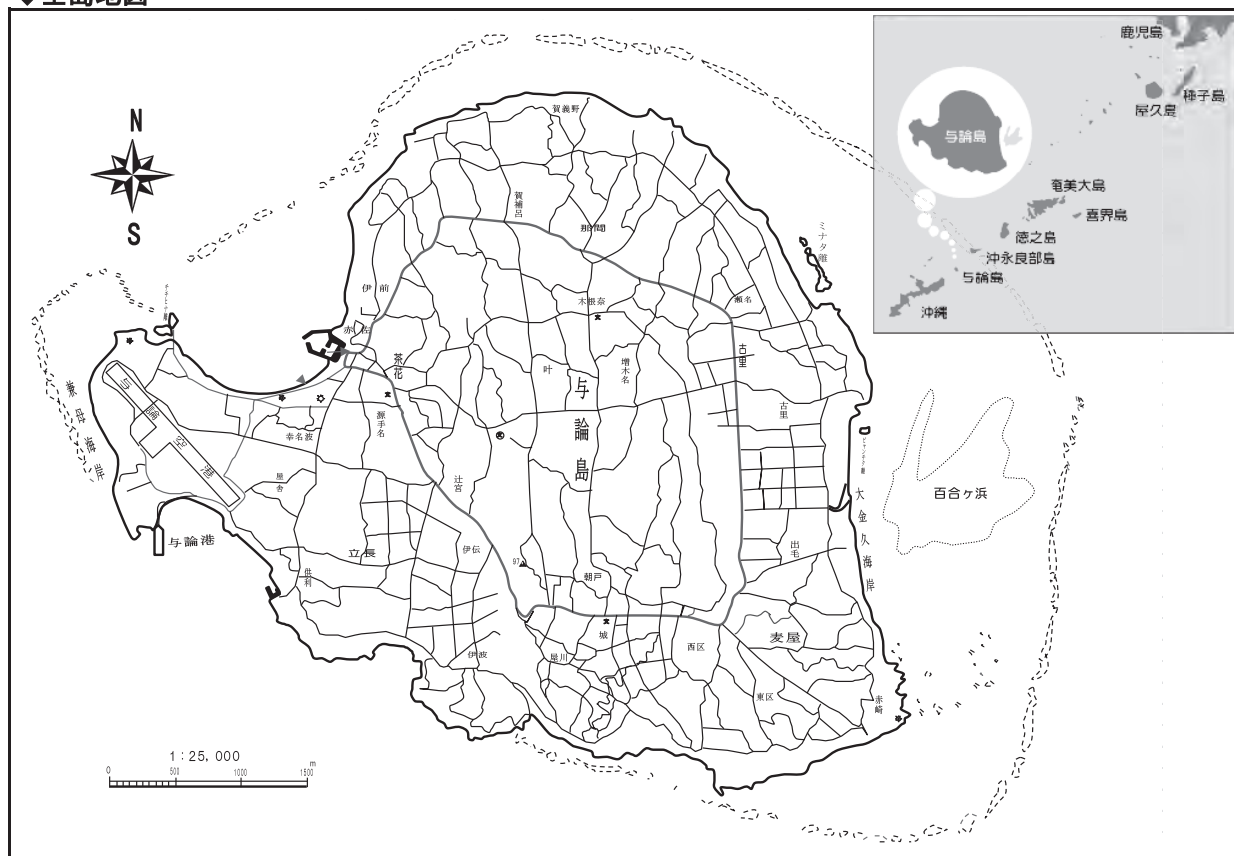 鹿児島
種子島
屋久島
与論島
奄美大島
喜界島
徳之島
沖永良部島
与論島
沖縄
N
S
賀義野
賀補呂
那間
ミナタ離
伊前
木根奈
瀬名
赤佐
茶花
叶
増木名
古里
与論島
古里
兼母海岸
与論空港
源手名
幸名波
屋舎
辻宮
百合ヶ浜
大金久海岸
与論港
立長
伊伝
出毛
供利
97
朝戸
城
麦屋
西区
伊波
屋川
東区
赤崎
1:25,000
0
500
1000
1500
m